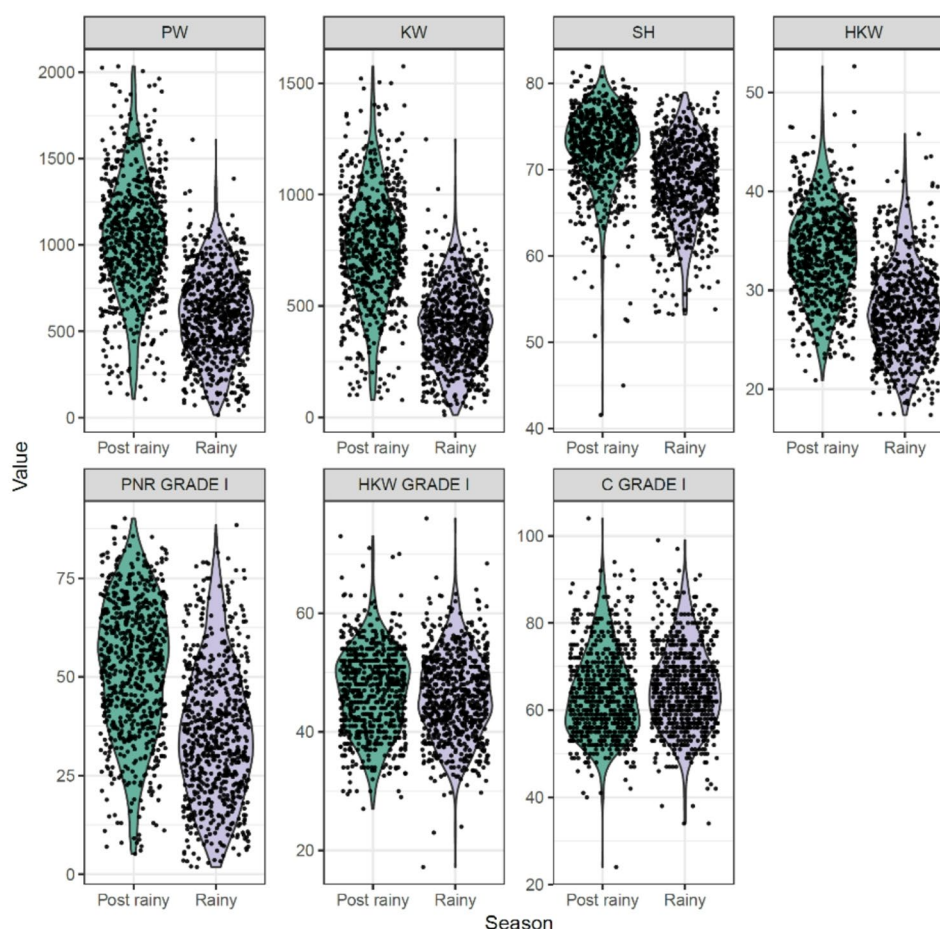 PW KW SH HKW
2000 1500 80 50
1500 70 40
1000 1000 60 30
500 500 50 20
0 0 40
Post rainy Rainy Post rainy Rainy Post rainy Rainy Post rainy Rainy
Value
PNR GRADE I HKW GRADE I C GRADE I
75 60 100
50 40 80
25 20 60
0 40
20
Post rainy Rainy Post rainy Rainy Post rainy Rainy
Season